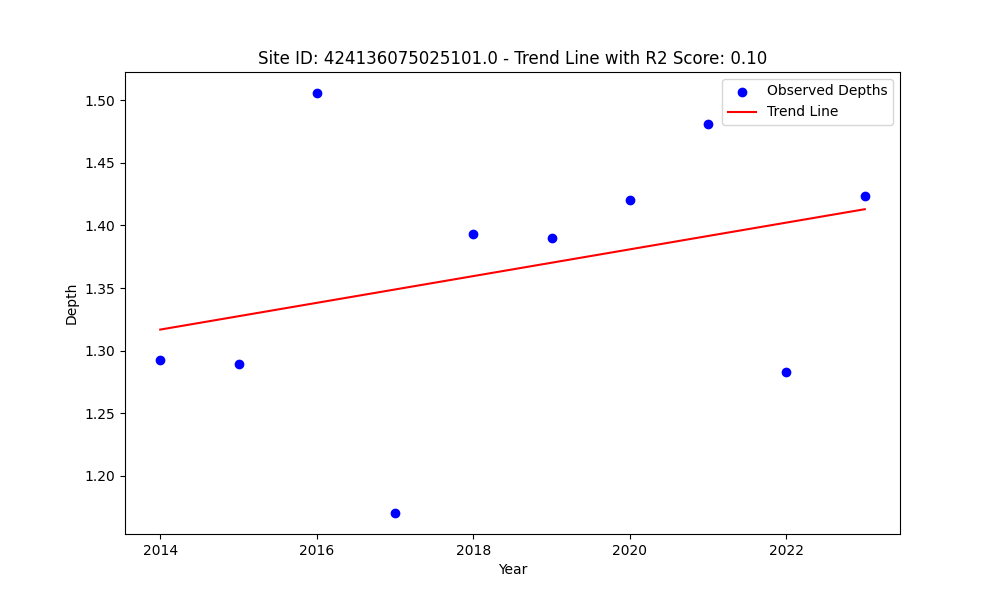 Site ID: 424136075025101.0 - Trend Line with R2 Score: 0.10
Observed Depths
Trend Line
1.50
1.45
1.40
1.35
1.30
1.25
1.20
Depth
2014
2016
2018
2020
2022
Year